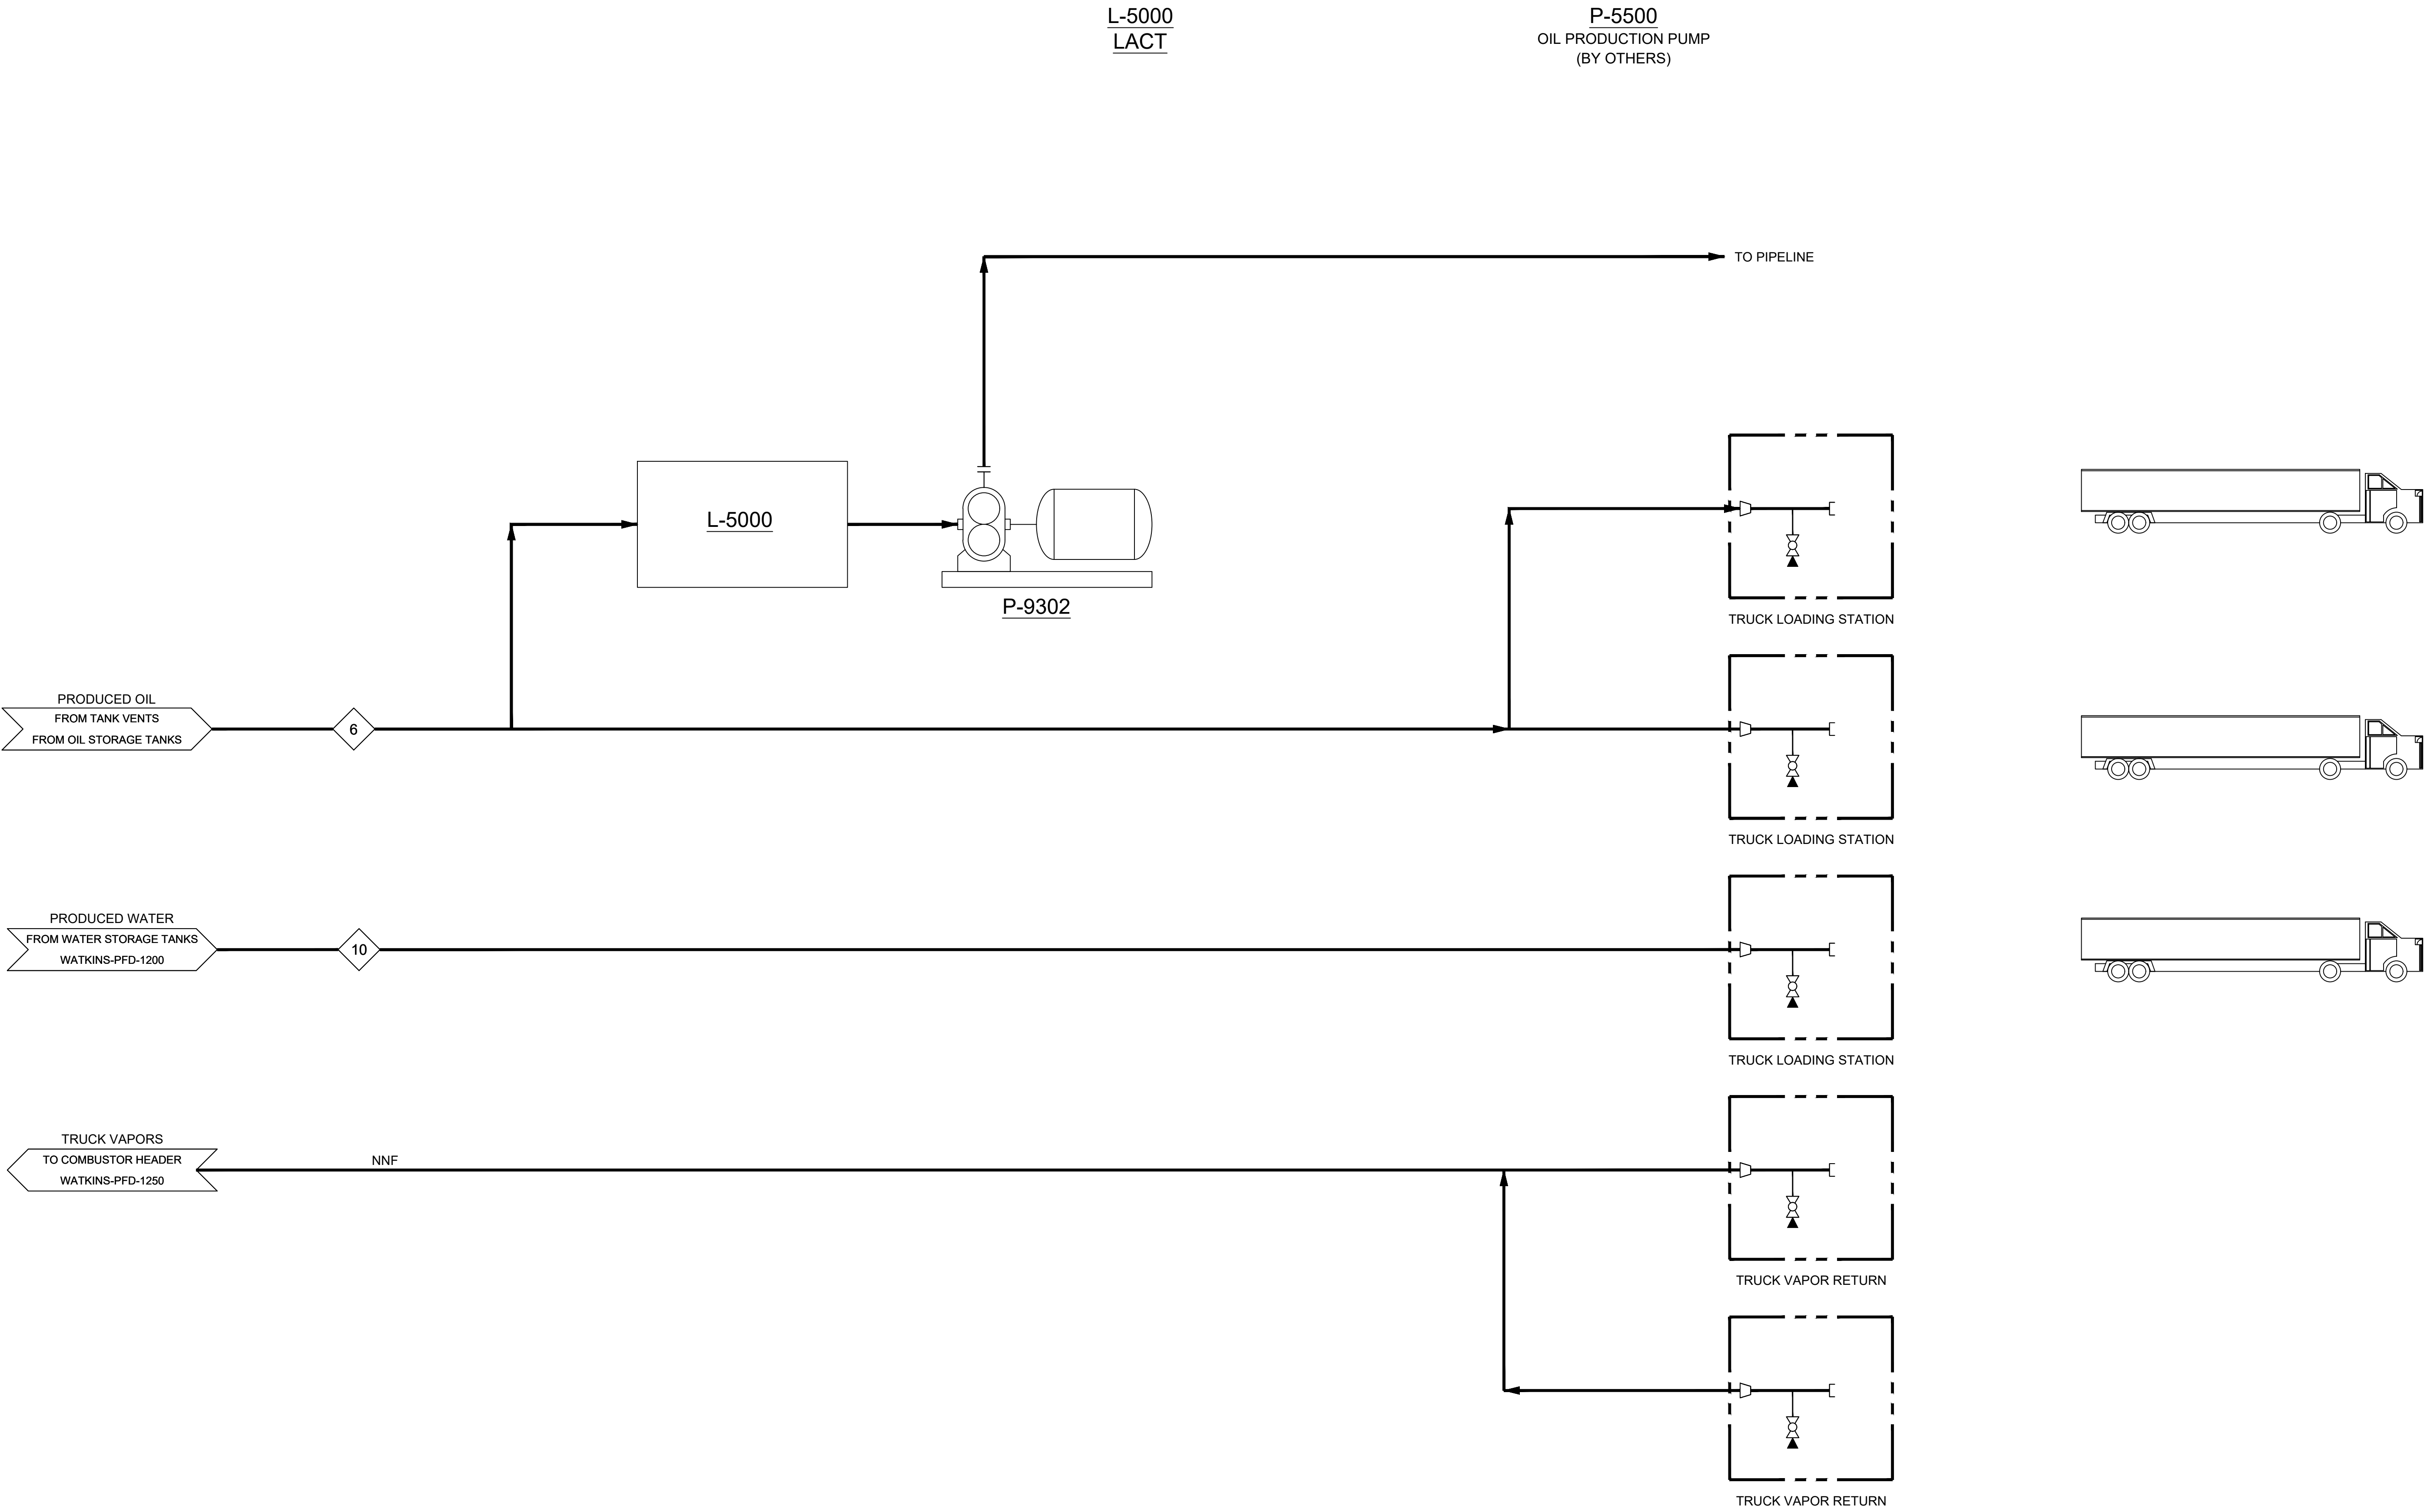 L-5000
LACT
P-5500
OIL PRODUCTION PUMP
(BY OTHERS)
TO PIPELINE
L-5000
P-9302
TRUCK LOADING STATION
PRODUCED OIL
FROM TANK VENTS
FROM OIL STORAGE TANKS
6
TRUCK LOADING STATION
PRODUCED WATER
FROM WATER STORAGE TANKS
WATKINS-PFD-1200
10
TRUCK LOADING STATION
TRUCK VAPORS
TO COMBUSTOR HEADER
WATKINS-PFD-1250
NNF
TRUCK VAPOR RETURN
TRUCK VAPOR RETURN